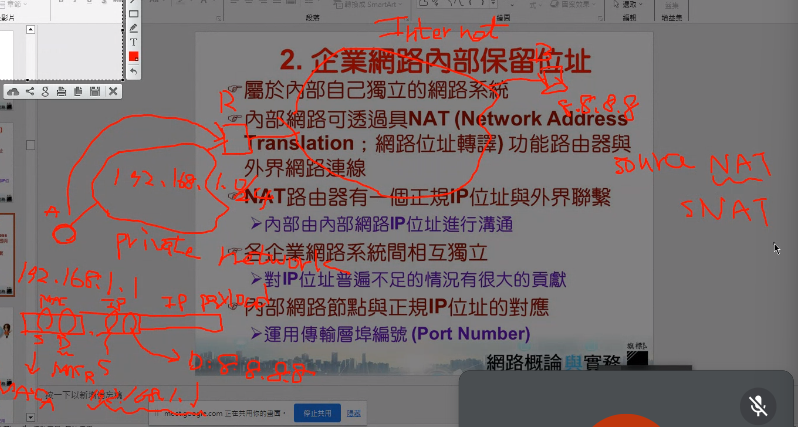 段落
轉換成 SmartArt
繪圖
編輯
增益集
Internet
2. 企業網路內部保留位址
屬於內部自己獨立的網路系統
8.8.8.8
R
內部網路可透過具NAT (Network Address
Translation；網路位址轉譯) 功能路由器與
外界網路連線
source NAT
SNAT
192.168.1.0/24
A
NAT路由器有一個正規IP位址與外界聯繫
內部由內部網路IP位址進行溝通
private network
各企業網路系統間相互獨立
對IP位址普遍不足的情況有很大的貢獻
192.168.1.1
IP payload
MAC
IP
S
D
S
D
8.8.8.8
內部網路節點與正規IP位址的對應
運用傳輸層埠編號 (Port Number)
MAC R
MAC A
網路概論與實務
按一下以新增備忘稿
meet.google.com 正在共用你的畫面。
停止共用
隱藏